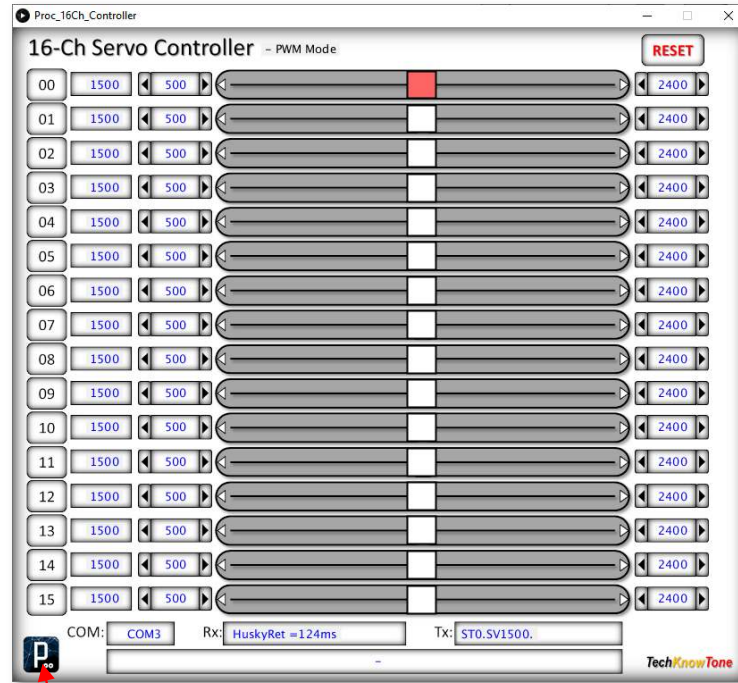 Proc_16Ch_Controller
16-Ch Servo Controller - PWM Mode RESET
00 1500 500 2400
01 1500 500 2400
02 1500 500 2400
03 1500 500 2400
04 1500 500 2400
05 1500 500 2400
06 1500 500 2400
07 1500 500 2400
08 1500 500 2400
09 1500 500 2400
10 1500 500 2400
11 1500 500 2400
12 1500 500 2400
13 1500 500 2400
14 1500 500 2400
15 1500 500 2400
COM: COM3 Rx: HuskyRet =124ms Tx: ST0.SV1500.
- TechKnowTone